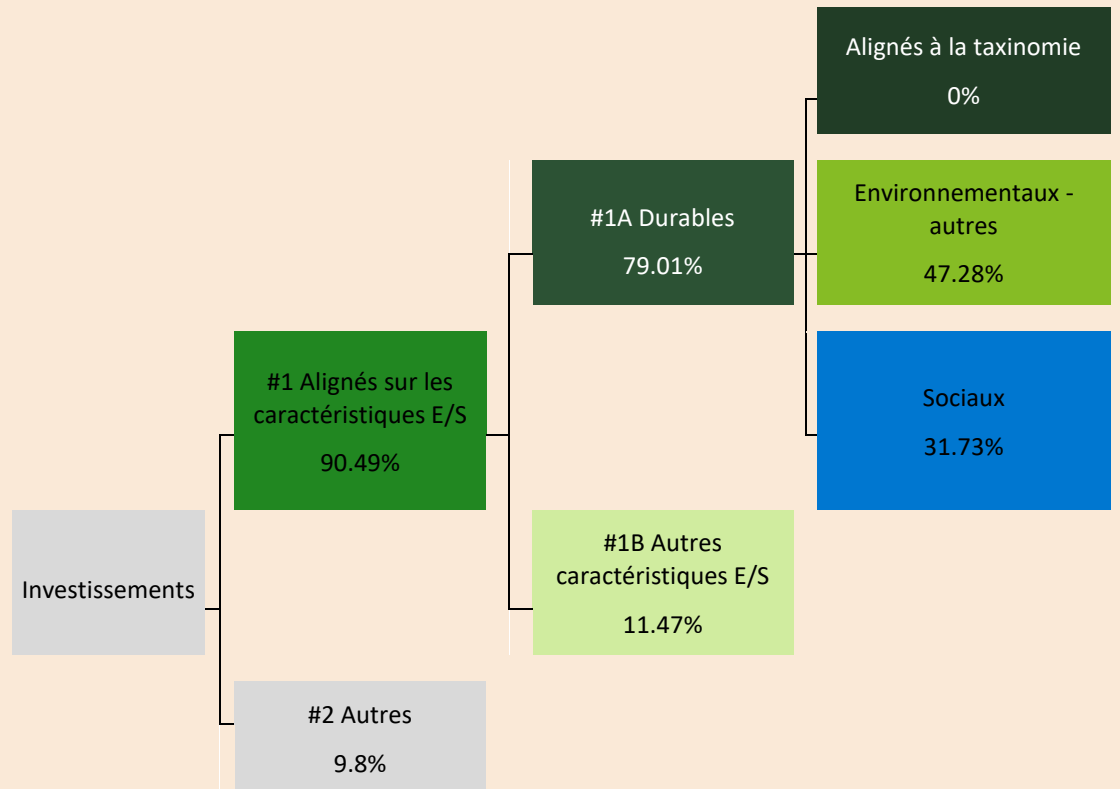 Alignés à la taxinomie
0%
Environnementaux -
autres
47.28%
#1A Durables
79.01%
Sociaux
31.73%
#1 Alignés sur les
caractéristiques E/S
90.49%
#1B Autres
caractéristiques E/S
11.47%
Investissements
#2 Autres
9.8%